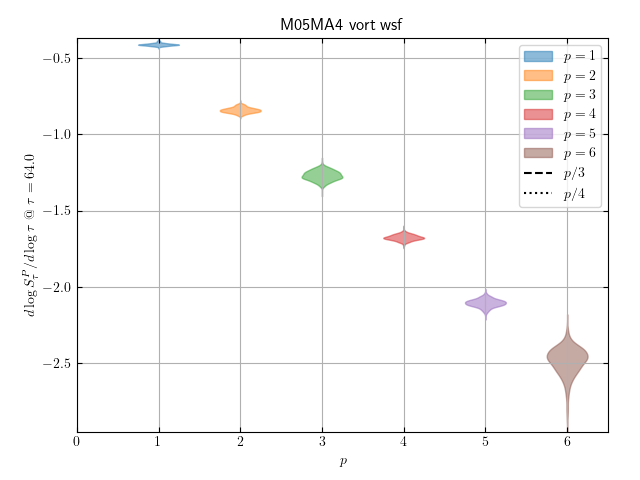 M05MA4 vort wsf
d log S_τ^P / d log τ @ τ = 64.0
−0.5
−1.0
−1.5
−2.0
−2.5
0 1 2 3 4 5 6
p
p = 1
p = 2
p = 3
p = 4
p = 5
p = 6
p/3
p/4